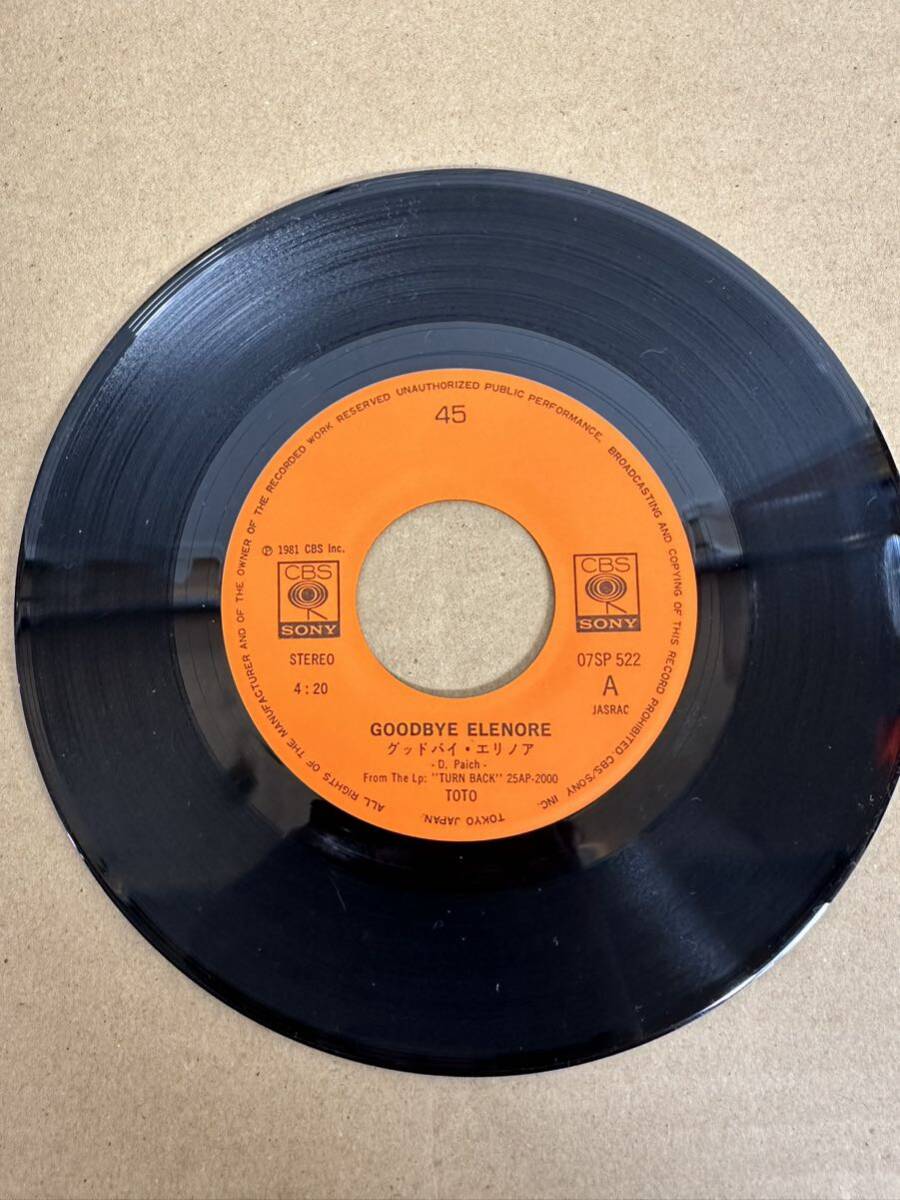 ALL RIGHTS OF THE MANUFACTURER AND OF THE OWNER OF THE RECORDED WORK RESERVED UNAUTHORIZED PUBLIC PERFORMANCE, BROADCASTING AND COPYING OF THIS RECORD PROHIBITED. CBS/SONY INC. TOKYO JAPAN.
45
℗ 1981 CBS Inc.
CBS
SONY
CBS
SONY
STEREO
07SP 522
4:20
A
JASRAC
GOODBYE ELENORE
グッドバイ・エリノア
- D. Paich -
From The Lp: "TURN BACK" 25AP-2000
TOTO